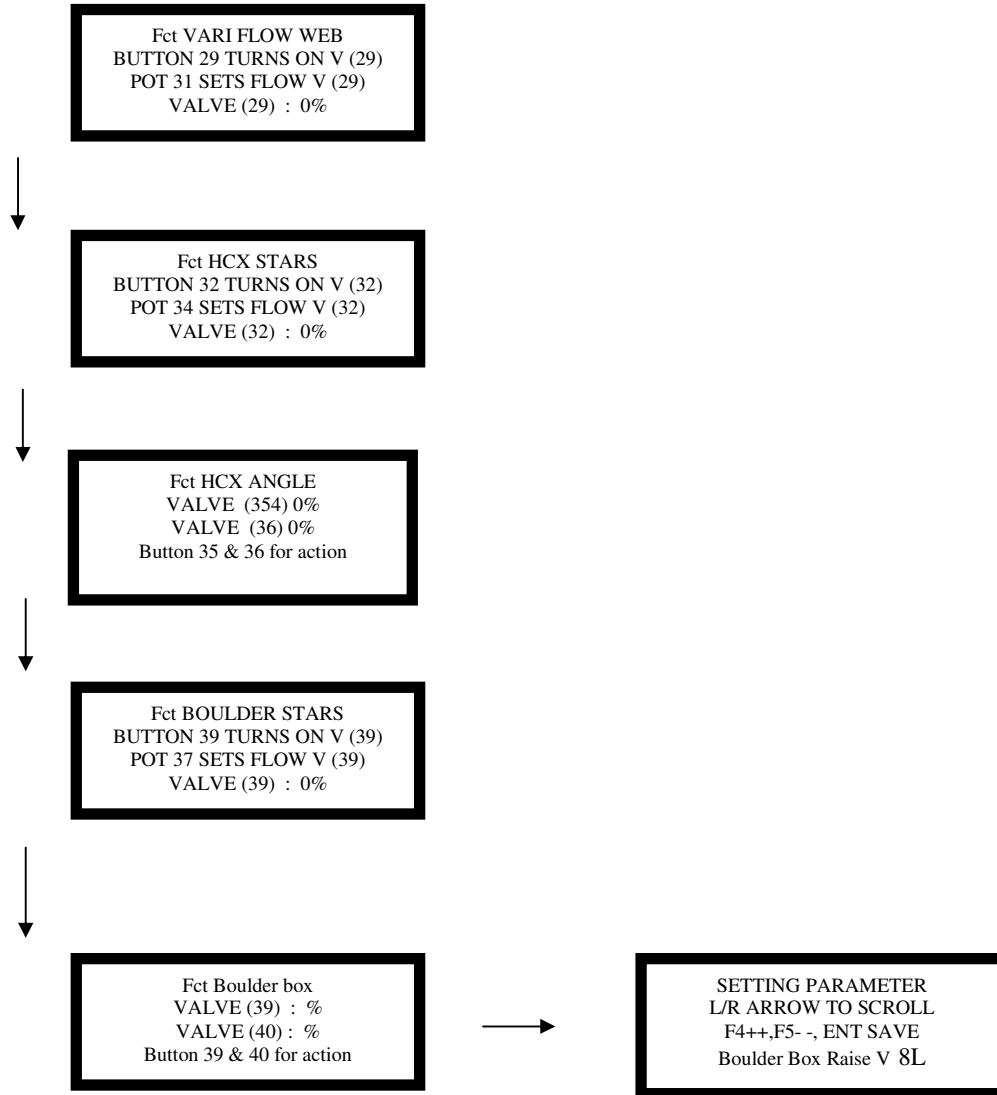 Fct VARI FLOW WEB
BUTTON 29 TURNS ON V (29)
POT 31 SETS FLOW V (29)
VALVE (29) : 0%
Fct HCX STARS
BUTTON 32 TURNS ON V (32)
POT 34 SETS FLOW V (32)
VALVE (32) : 0%
Fct HCX ANGLE
VALVE (354) 0%
VALVE (36) 0%
Button 35 & 36 for action
Fct BOULDER STARS
BUTTON 39 TURNS ON V (39)
POT 37 SETS FLOW V (39)
VALVE (39) : 0%
Fct Boulder box
VALVE (39) : %
VALVE (40) : %
Button 39 & 40 for action
SETTING PARAMETER
L/R ARROW TO SCROLL
F4++,F5- -, ENT SAVE
Boulder Box Raise V 8L